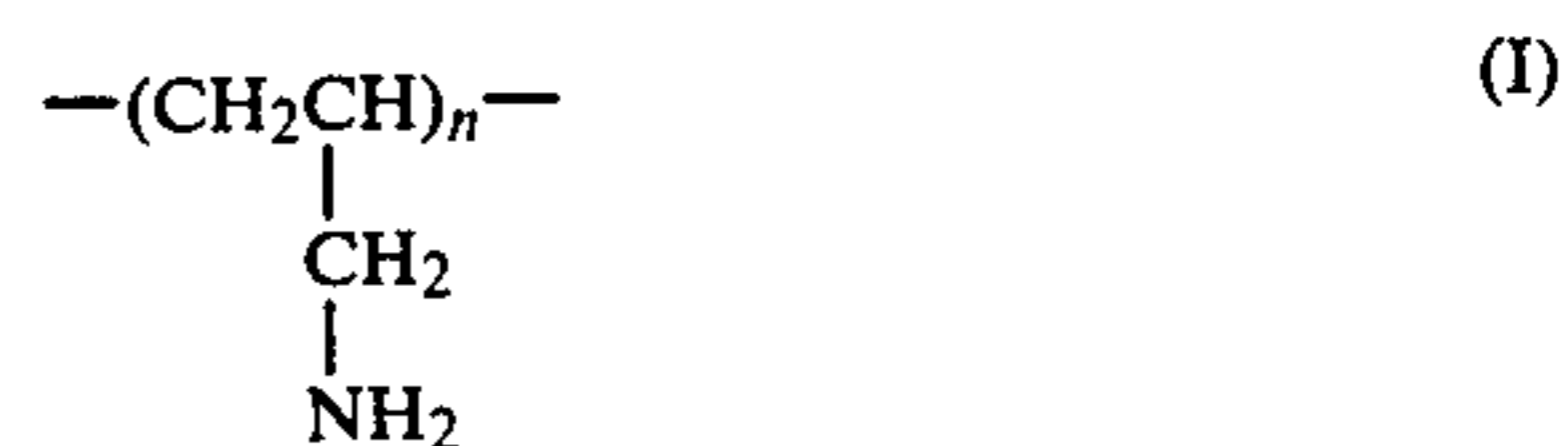 —(CH₂CH)ₙ— (I)
CH₂
NH₂